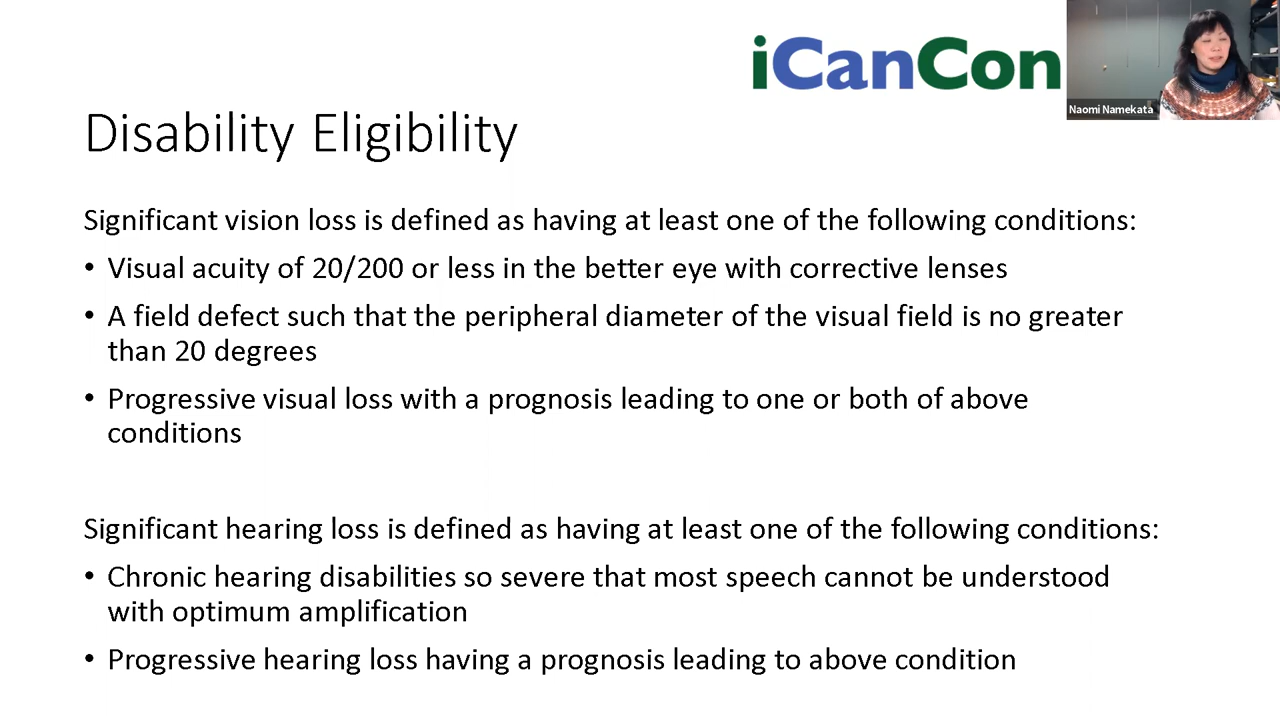 iCanCon
Naomi Namekata
Disability Eligibility
Significant vision loss is defined as having at least one of the following conditions:
• Visual acuity of 20/200 or less in the better eye with corrective lenses
• A field defect such that the peripheral diameter of the visual field is no greater
than 20 degrees
• Progressive visual loss with a prognosis leading to one or both of above
conditions
Significant hearing loss is defined as having at least one of the following conditions:
• Chronic hearing disabilities so severe that most speech cannot be understood
with optimum amplification
• Progressive hearing loss having a prognosis leading to above condition